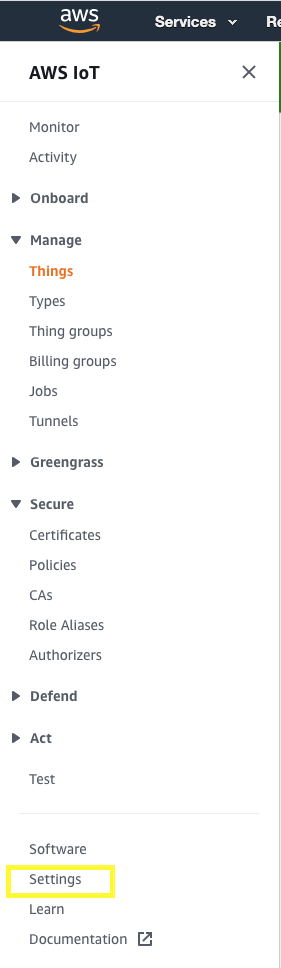 aws
Services
Re
AWS IoT
Monitor
Activity
Onboard
Manage
Things
Types
Thing groups
Billing groups
Jobs
Tunnels
Greengrass
Secure
Certificates
Policies
CAs
Role Aliases
Authorizers
Defend
Act
Test
Software
Settings
Learn
Documentation